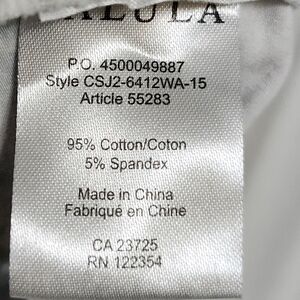 P.O. 4500049887
Style CSJ2-6412WA-15
Article 55283
95% Cotton/Coton
5% Spandex
Made in China
Fabriqué en Chine
CA 23725
RN 122354